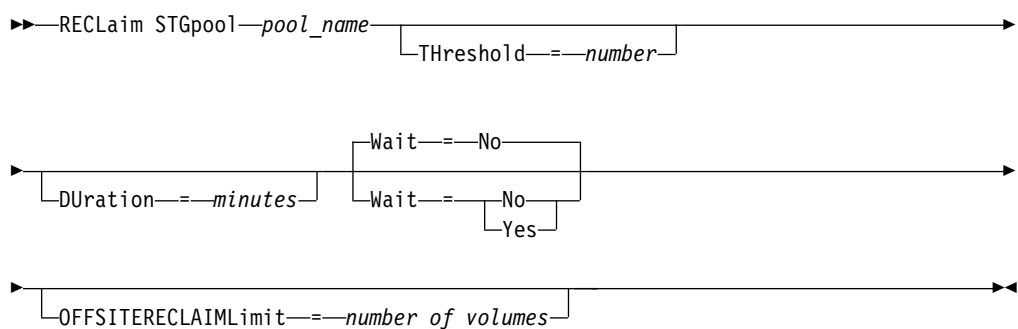 RECLaim STGpool pool_name
THreshold = number
Wait = No
DUration = minutes Wait = No
Yes
OFFSITERECLAIMLimit = number of volumes